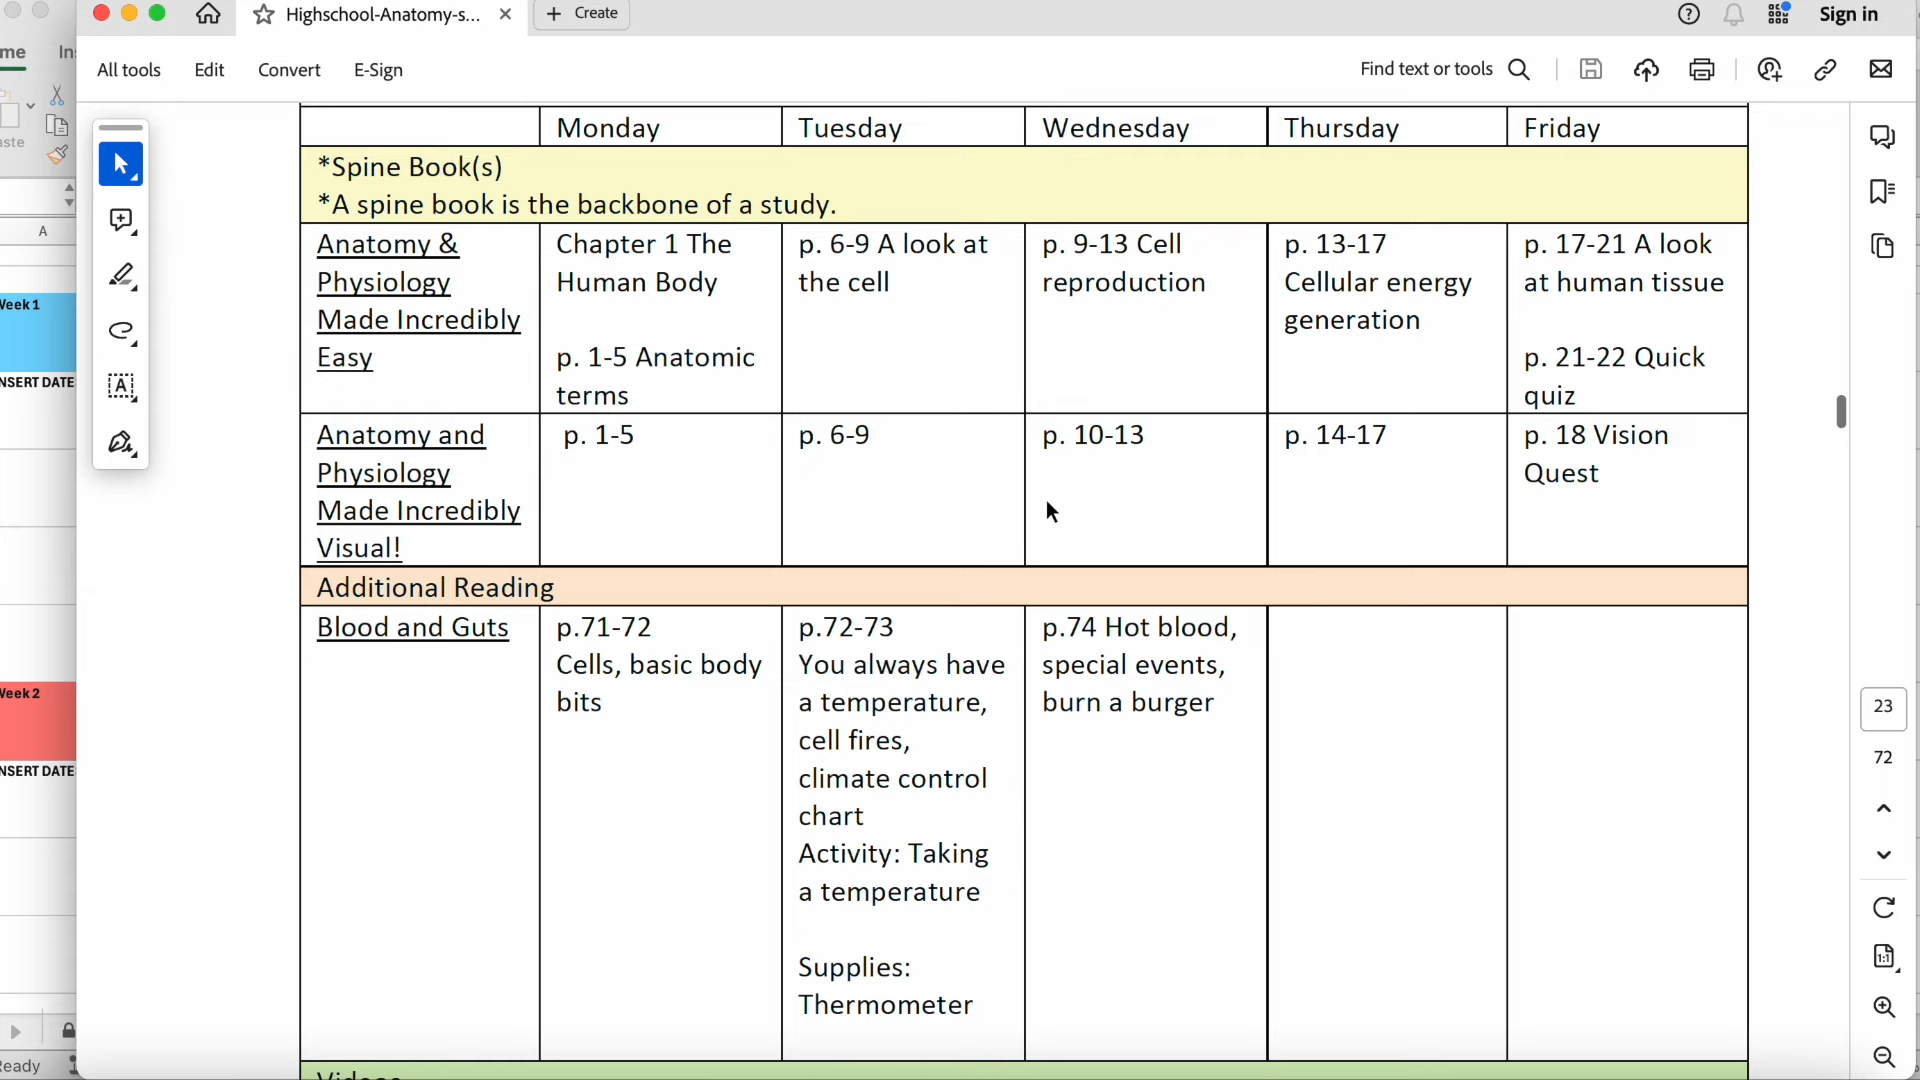 Highschool-Anatomy-s...
Create
Sign in
me
All tools
Edit
Convert
E-Sign
Find text or tools
Monday
Tuesday
Wednesday
Thursday
Friday
*Spine Book(s)
*A spine book is the backbone of a study.
Anatomy &
Physiology
Made Incredibly
Easy
Chapter 1 The
Human Body
p. 1-5 Anatomic
terms
p. 6-9 A look at
the cell
p. 9-13 Cell
reproduction
p. 13-17
Cellular energy
generation
p. 17-21 A look
at human tissue
p. 21-22 Quick
quiz
Anatomy and
Physiology
Made Incredibly
Visual!
p. 1-5
p. 6-9
p. 10-13
p. 14-17
p. 18 Vision
Quest
Additional Reading
Blood and Guts
p.71-72
Cells, basic body
bits
p.72-73
You always have
a temperature,
cell fires,
climate control
chart
Activity: Taking
a temperature
Supplies:
Thermometer
p.74 Hot blood,
special events,
burn a burger
A
Week 1
NSERT DATE
Week 2
NSERT DATE
Ready
23
72
1:1